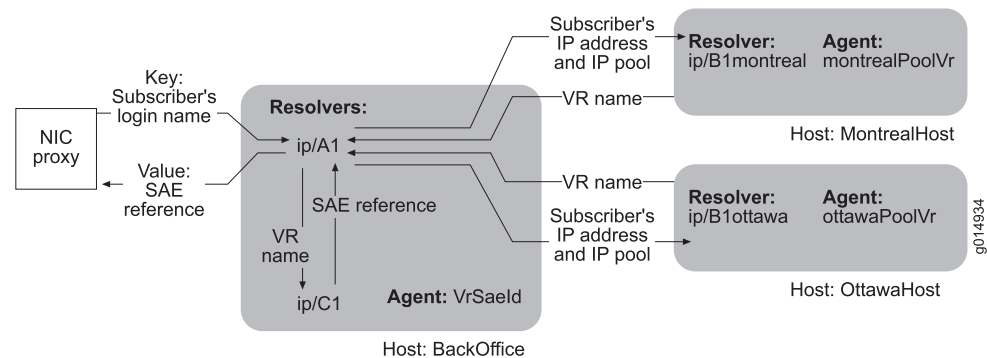 Key:
Subscriber's
login name
NIC
proxy
Value:
SAE
reference
Resolvers:
ip/A1
SAE reference
VR
name
ip/C1
Agent: VrSaeId
Host: BackOffice
Subscriber's
IP address
and IP pool
VR name
Resolver: Agent:
ip/B1montreal montrealPoolVr
Host: MontrealHost
VR name
Subscriber's
IP address
and IP pool
Resolver: Agent:
ip/B1ottawa ottawaPoolVr
Host: OttawaHost
g014934